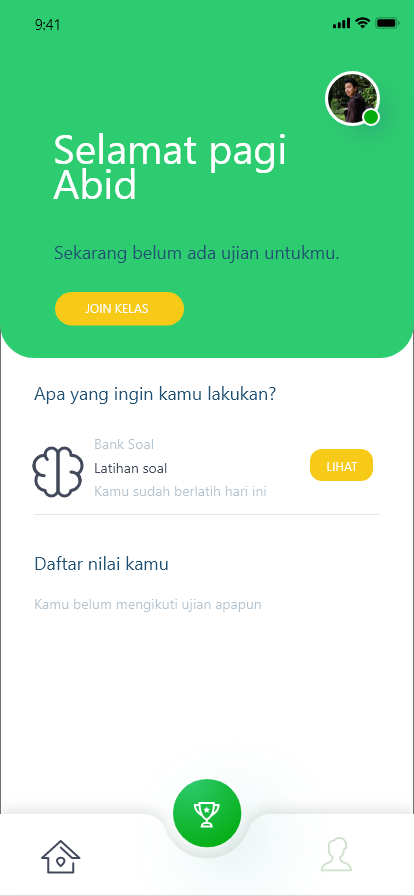 9:41
Selamat pagi
Abid
Sekarang belum ada ujian untukmu.
JOIN KELAS
Apa yang ingin kamu lakukan?
Bank Soal
Latihan soal
LIHAT
Kamu sudah berlatih hari ini
Daftar nilai kamu
Kamu belum mengikuti ujian apapun